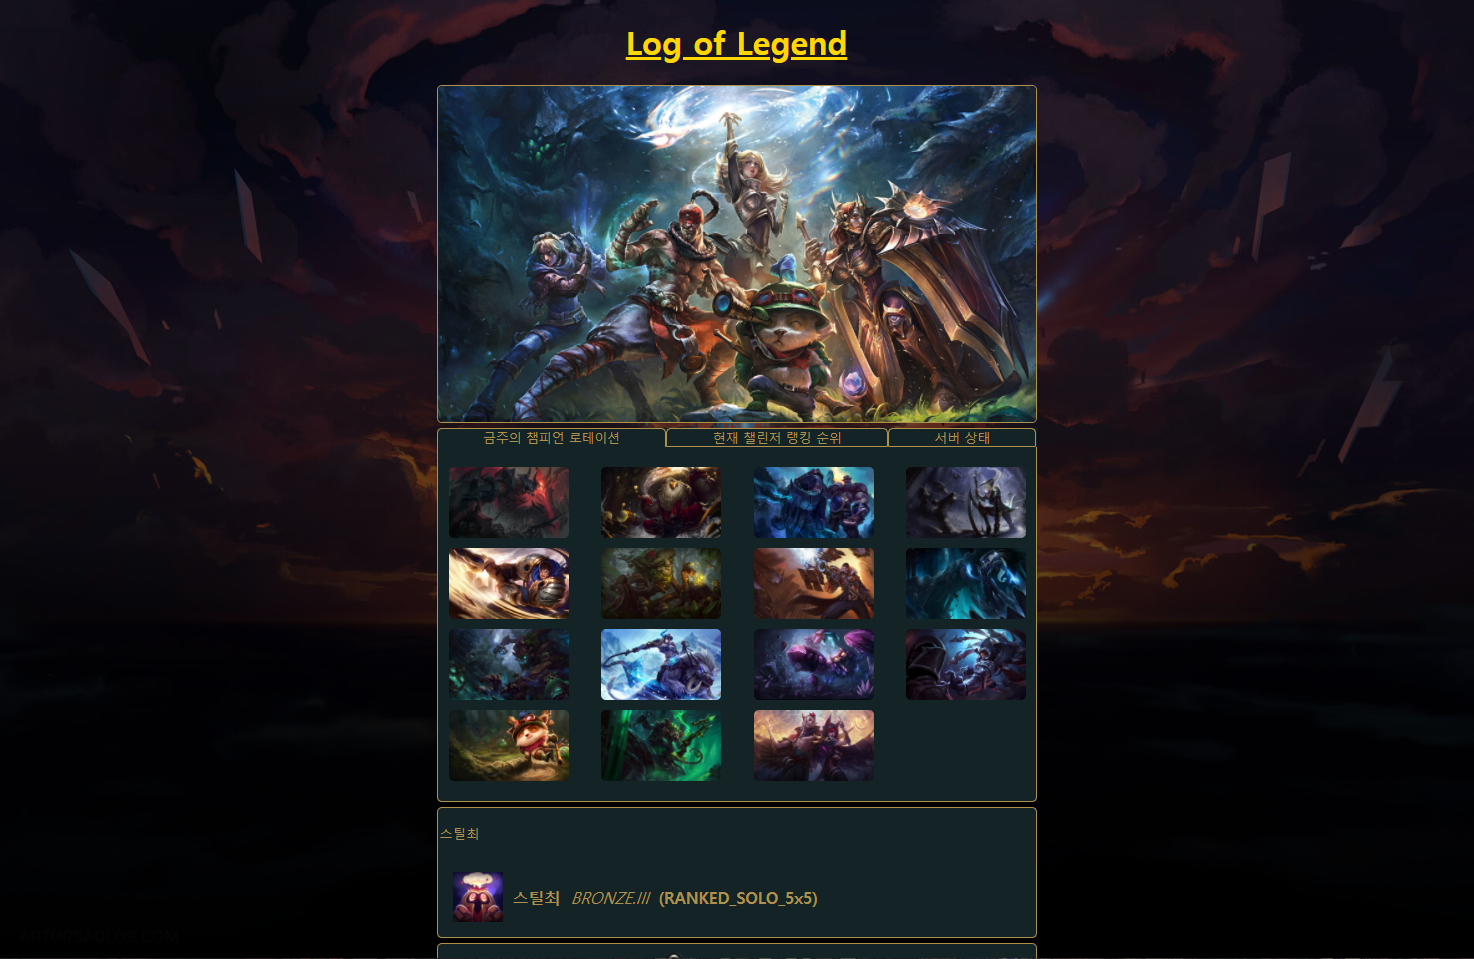 Log of Legend
금주의 챔피언 로테이션
현재 챌린저 랭킹 순위
서버 상태
스틸최
스틸최 BRONZE.III (RANKED_SOLO_5x5)